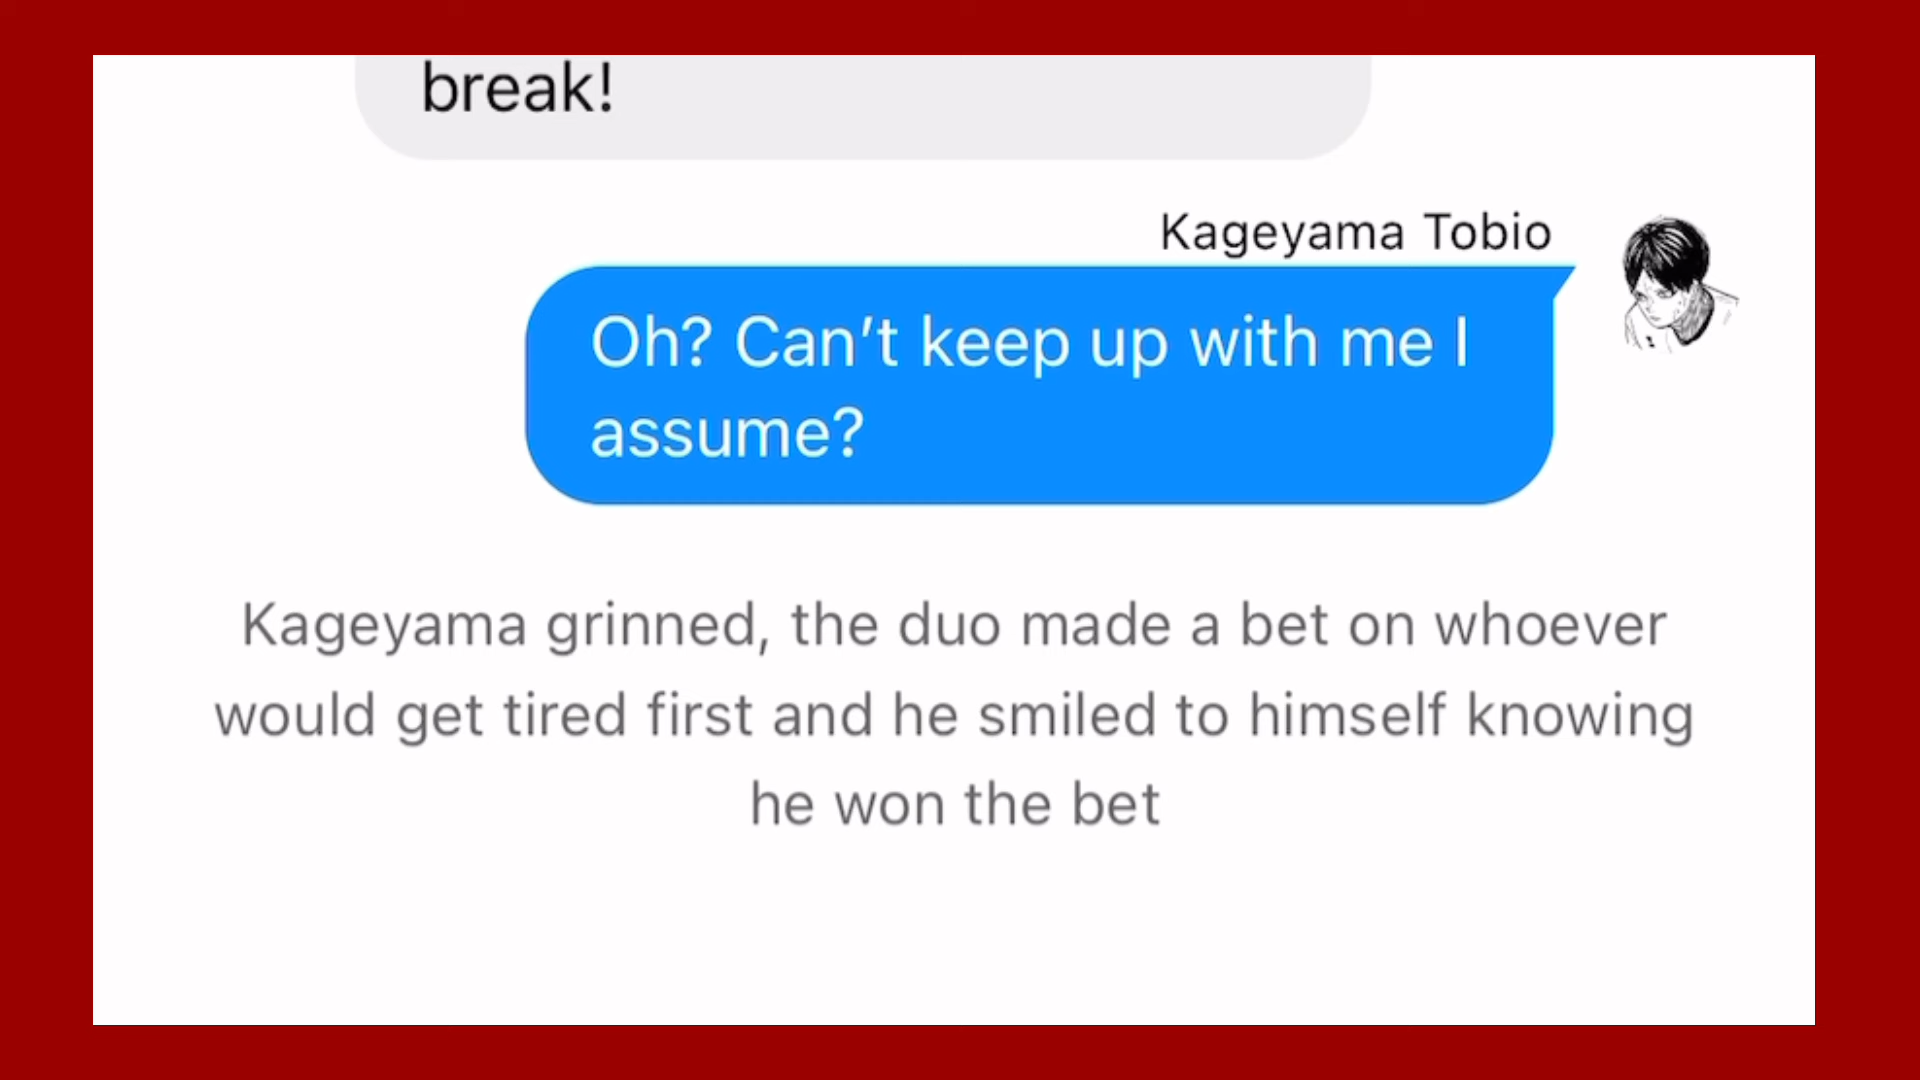 break!
Kageyama Tobio
Oh? Can’t keep up with me I
assume?
Kageyama grinned, the duo made a bet on whoever
would get tired first and he smiled to himself knowing
he won the bet